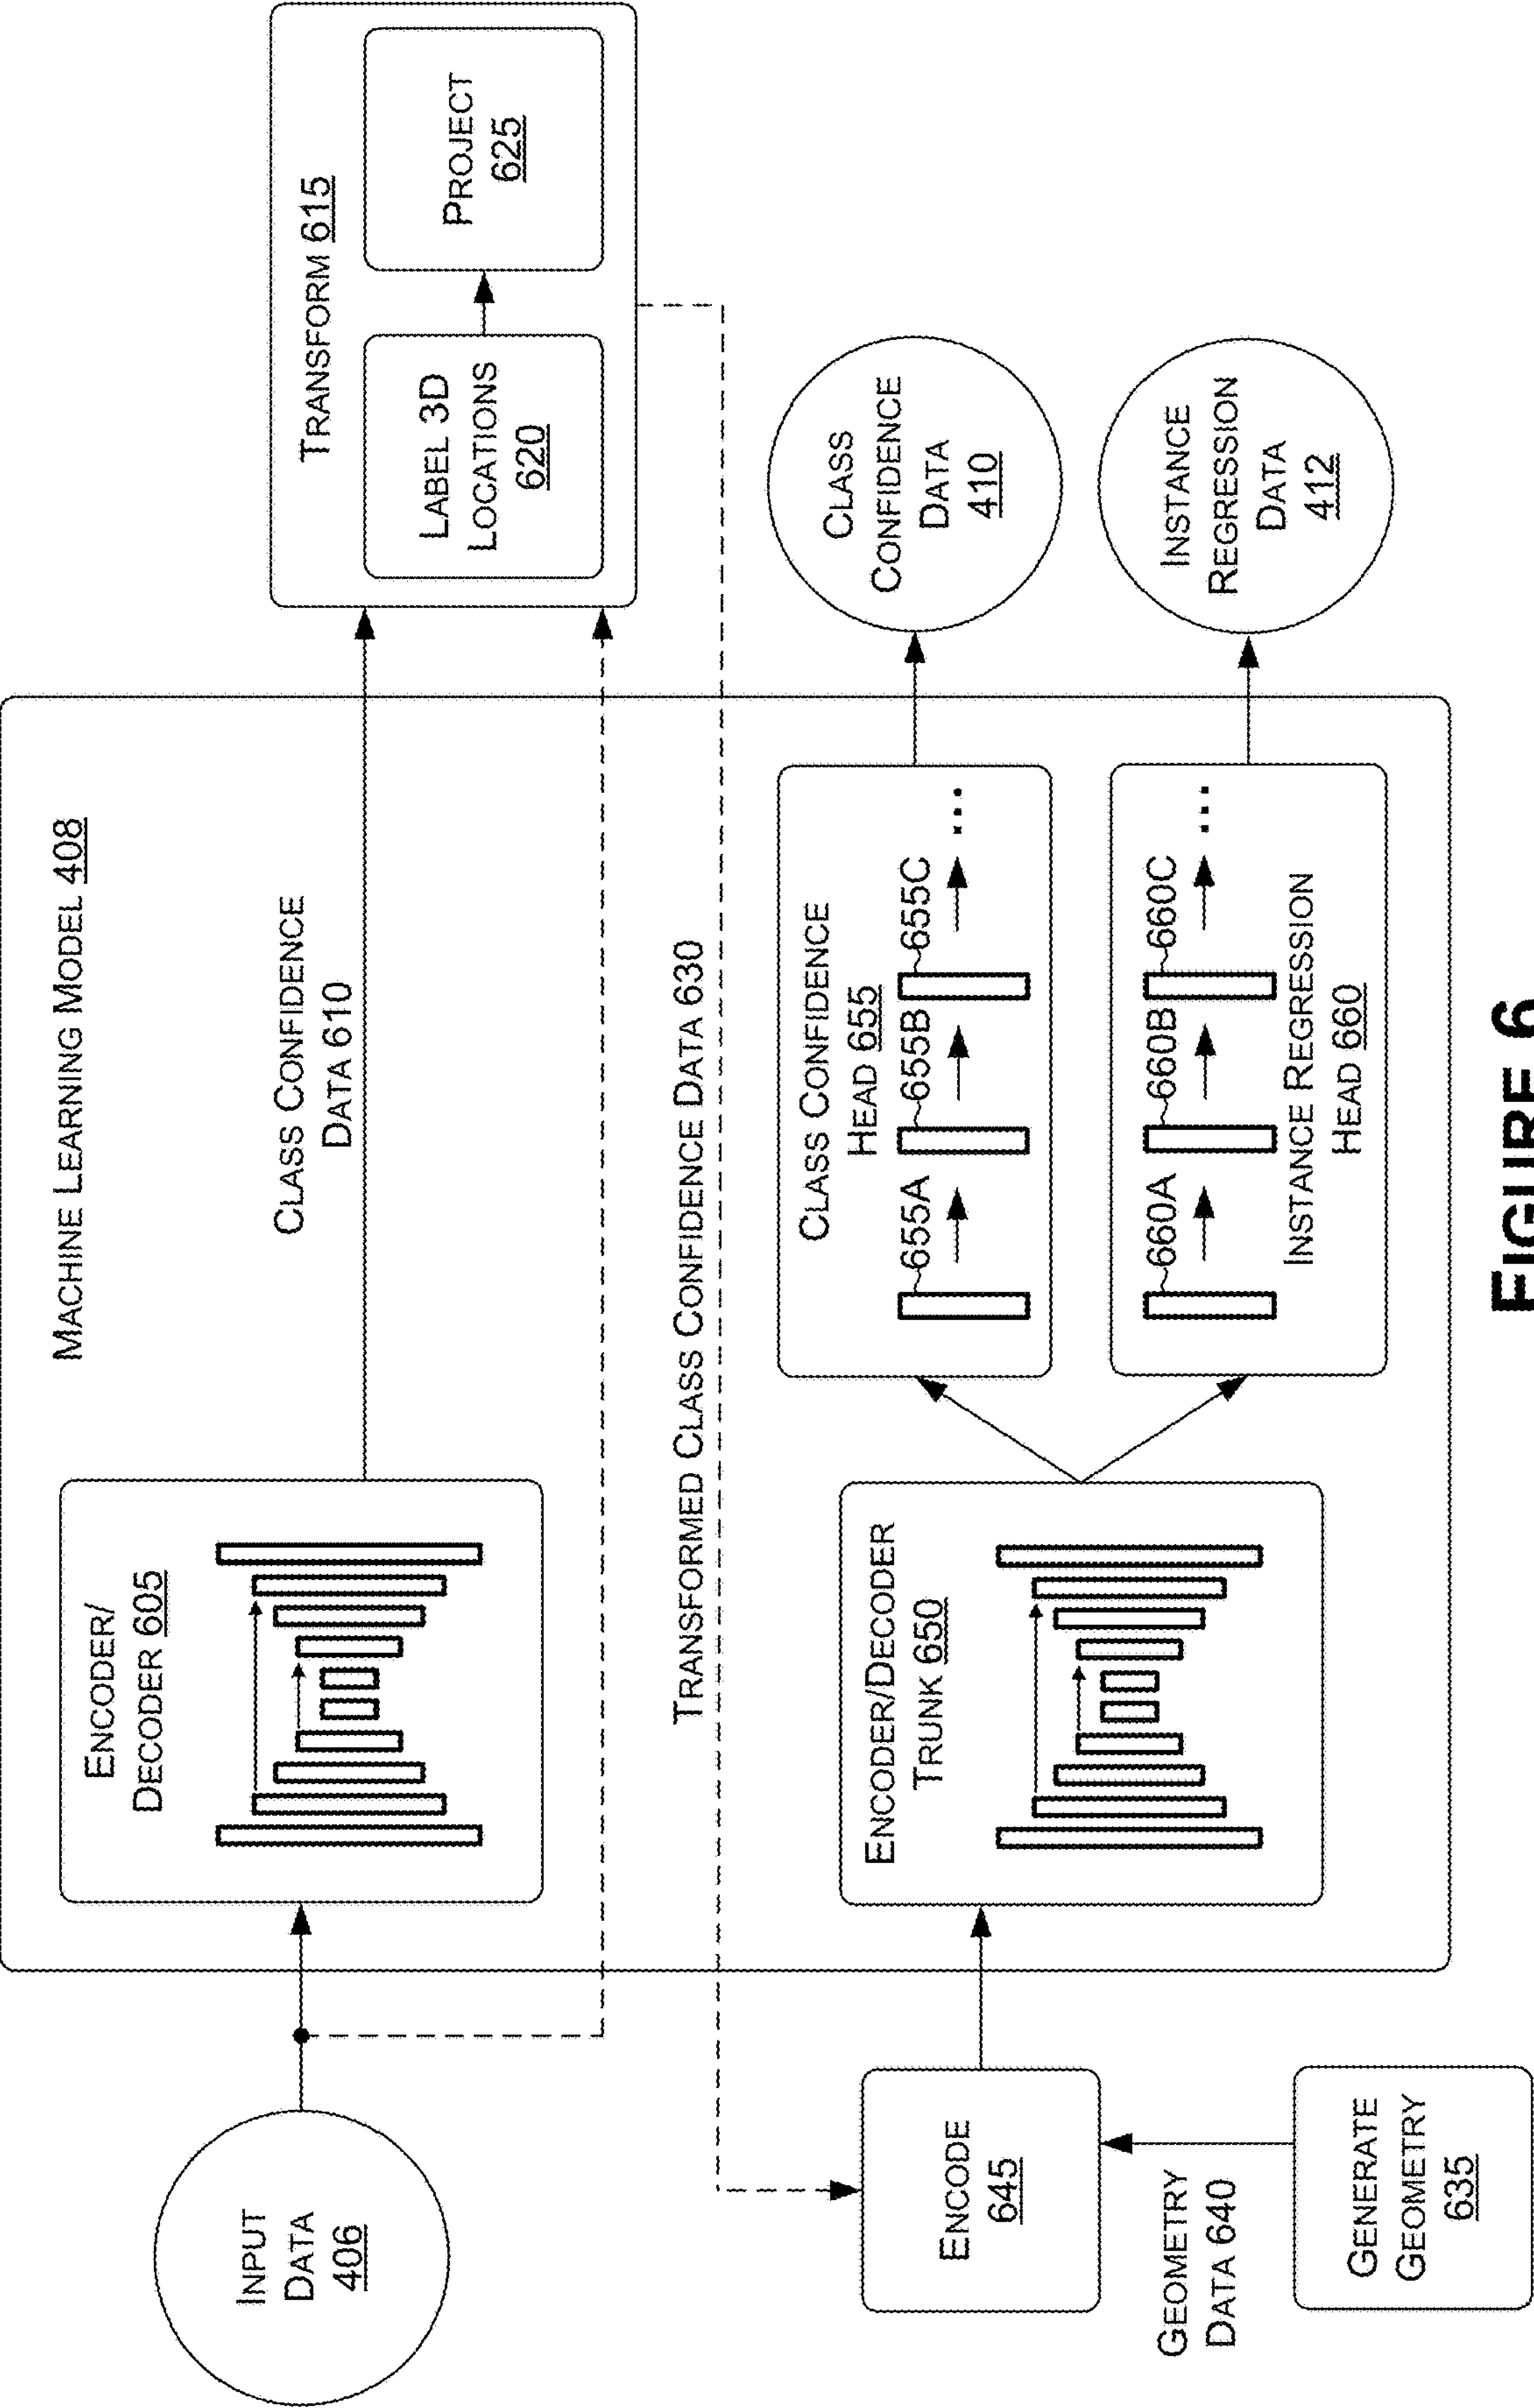 MACHINE LEARNING MODEL 408
INPUT
DATA
406
ENCODER/
DECODER 605
CLASS CONFIDENCE
DATA 610
TRANSFORM 615
LABEL 3D
LOCATIONS
620
PROJECT
625
TRANSFORMED CLASS CONFIDENCE DATA 630
ENCODE
645
GEOMETRY
DATA 640
GENERATE
GEOMETRY
635
ENCODER/DECODER
TRUNK 650
CLASS CONFIDENCE
HEAD 655
655A
655B
655C
...
660A
660B
660C
...
INSTANCE REGRESSION
HEAD 660
CLASS
CONFIDENCE
DATA
410
INSTANCE
REGRESSION
DATA
412
FIGURE 6